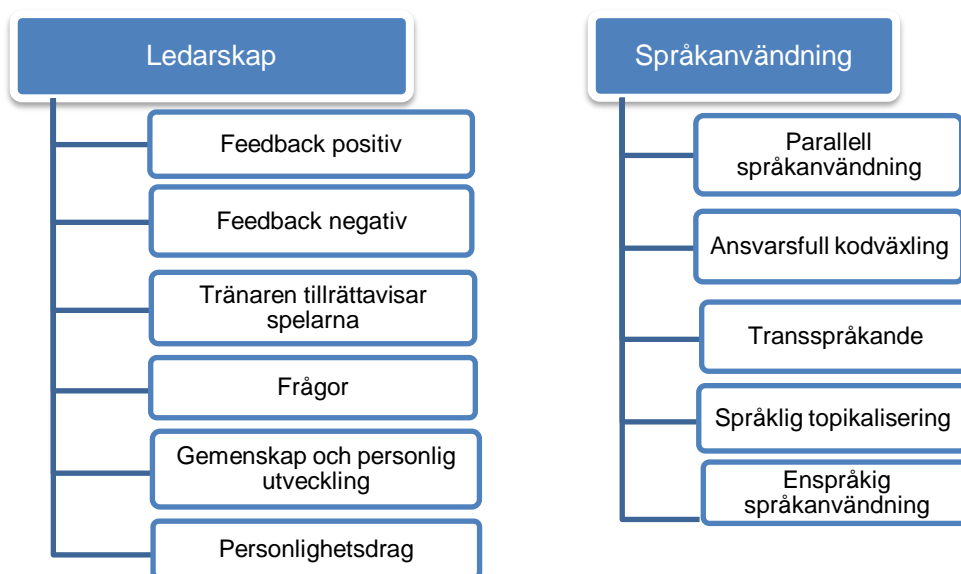 Ledarskap
Feedback positiv
Feedback negativ
Tränaren tillrättavisar
spelarna
Frågor
Gemenskap och personlig
utveckling
Personlighetsdrag
Språkanvändning
Parallell
språkanvändning
Ansvarsfull kodväxling
Transspråkande
Språklig topikalisering
Enspråkig
språkanvändning